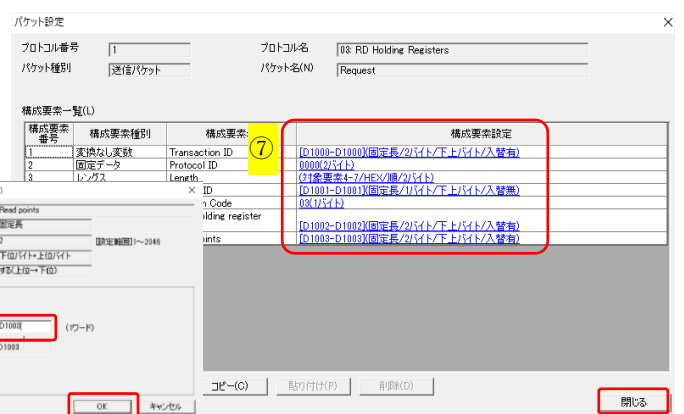 パケット設定
プロトコル番号 1 プロトコル名 03: RD Holding Registers
パケット種別 送信パケット パケット名(N) Request
構成要素一覧(L)
構成要素番号 構成要素種別 構成要素 構成要素設定
⑦
1 変換なし変数 Transaction ID [D1000-D1000](固定長/2バイト/下上バイト/入替有)
2 固定データ Protocol ID 0000(2バイト)
3 レングス Length (対象要素4-7/HEX/順/2バイト)
ID [D1001-D1001](固定長/1バイト/下上バイト/入替無)
Code 03(1バイト)
olding register [D1002-D1002](固定長/2バイト/下上バイト/入替有)
oints [D1003-D1003](固定長/2バイト/下上バイト/入替有)
Read points
固定長
2 [設定範囲]1～2046
下位バイト→上位バイト
する(上位→下位)
D1003 (1ワード)
D1003
OK キャンセル
コピー(C) 貼り付け(P) 削除(D)
閉じる